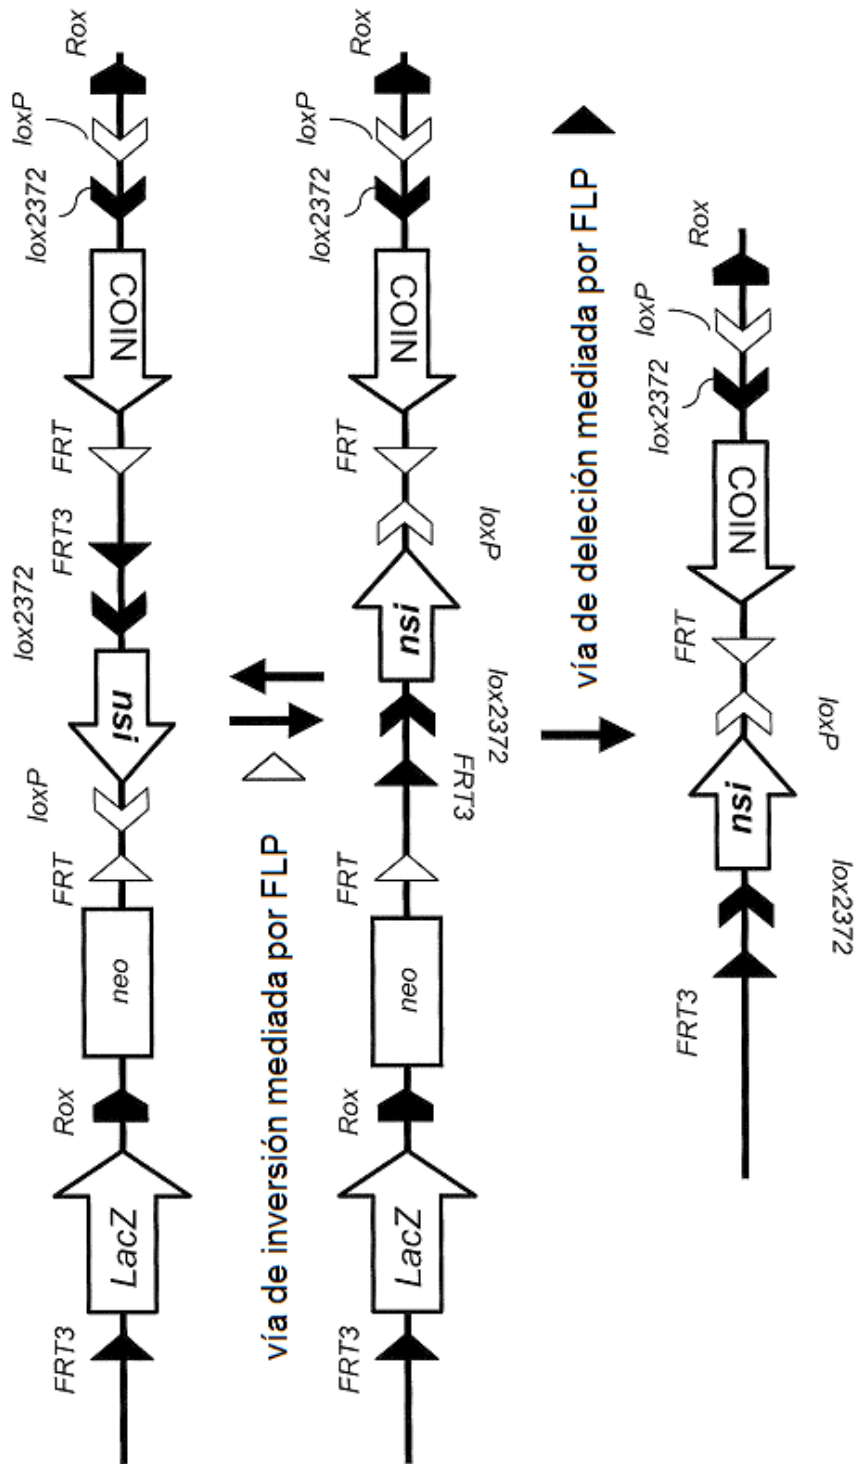 FRT3
LacZ
Rox
neo
FRT
loxP
nsi
lox2372
FRT3
FRT
COIN
lox2372
loxP
Rox
vía de inversión mediada por FLP
FRT3
LacZ
Rox
neo
FRT
FRT3
lox2372
nsi
loxP
FRT
COIN
lox2372
loxP
Rox
vía de deleción mediada por FLP
FRT3
lox2372
nsi
loxP
FRT
COIN
lox2372
loxP
Rox